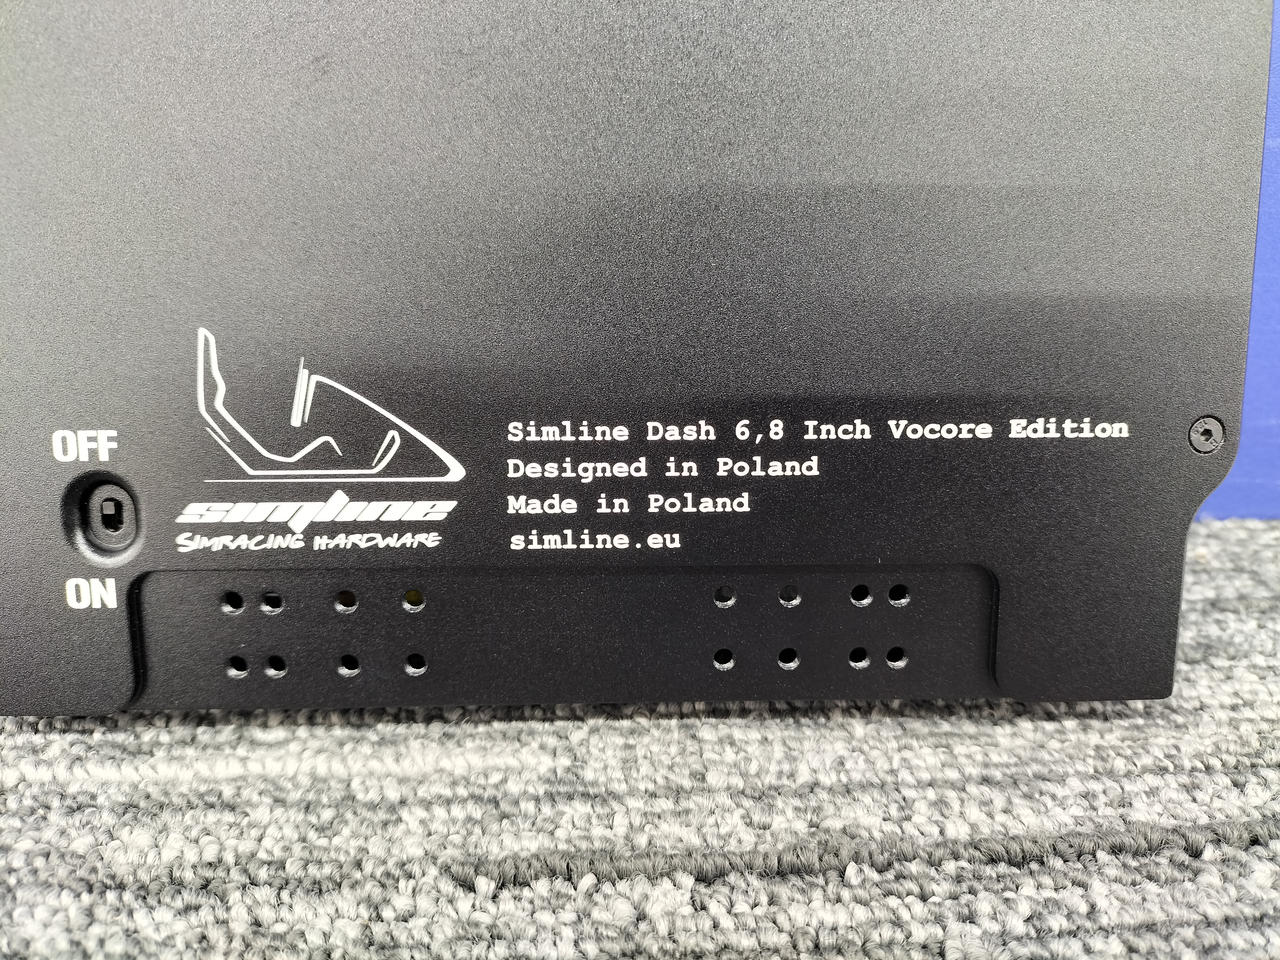 OFF
ON
simline
SIMRACING HARDWARE
Simline Dash 6,8 Inch Vocore Edition
Designed in Poland
Made in Poland
simline.eu